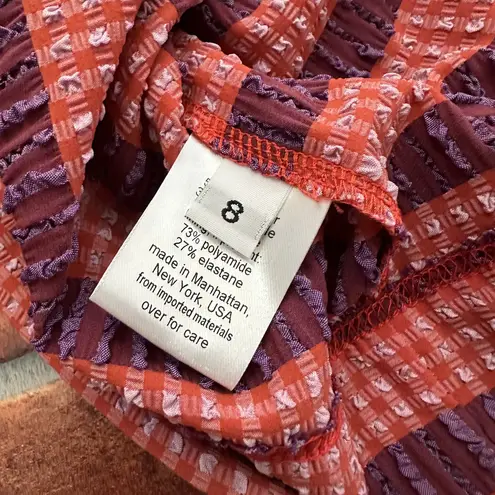 8
73% polyamide
27% elastane
made in Manhattan,
New York, USA
from imported materials
over for care